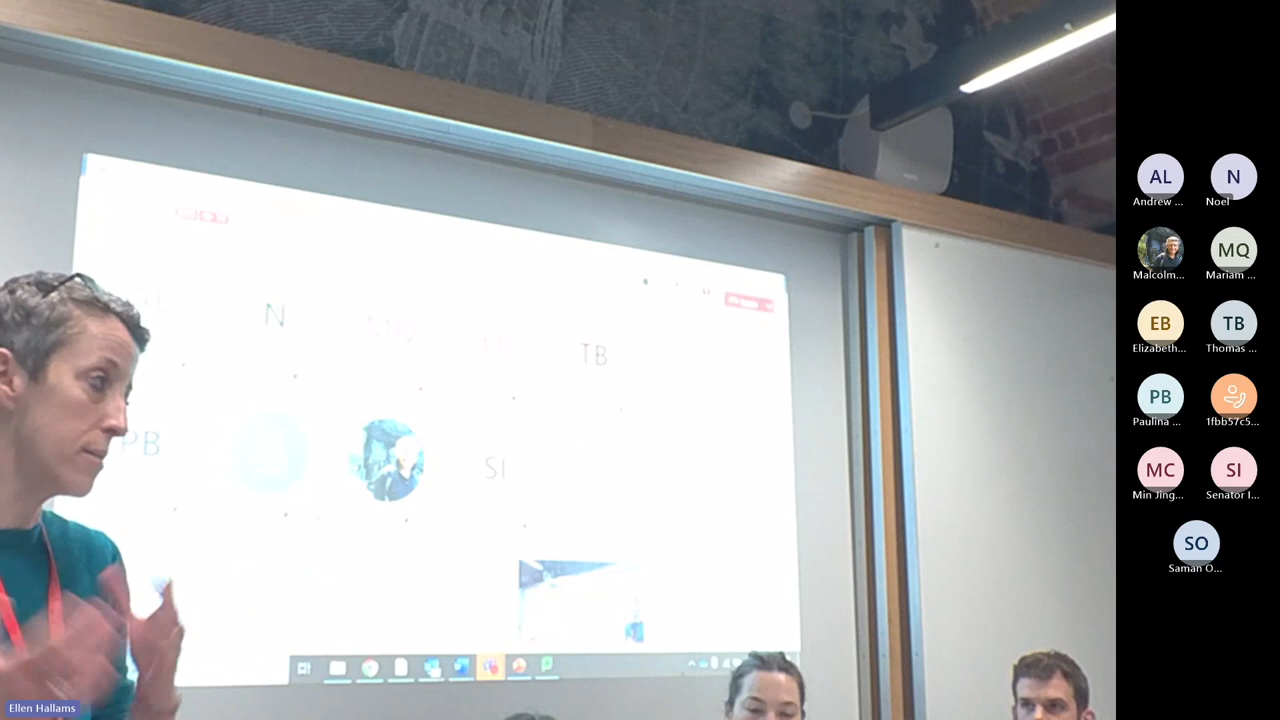 AL
Andrew ...
N
Noel
Malcolm...
MQ
Mariam ...
EB
Elizabeth...
TB
Thomas ...
PB
Paulina ...
1fbb57c5...
MC
Min Jing...
SI
Senator I...
SO
Saman O...
N
TB
PB
SI
Ellen Hallams